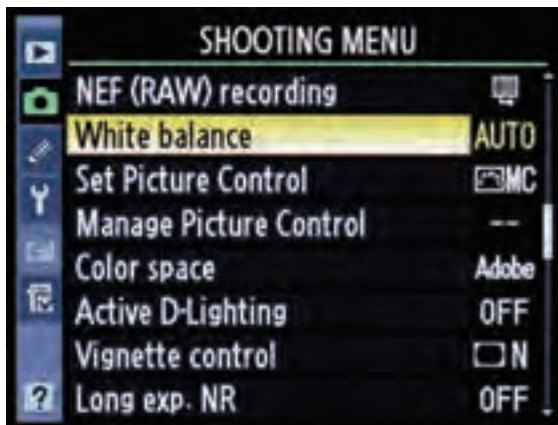 SHOOTING MENU
NEF (RAW) recording
White balance AUTO
Set Picture Control MC
Manage Picture Control --
Color space Adobe
Active D-Lighting OFF
Vignette control N
Long exp. NR OFF
?